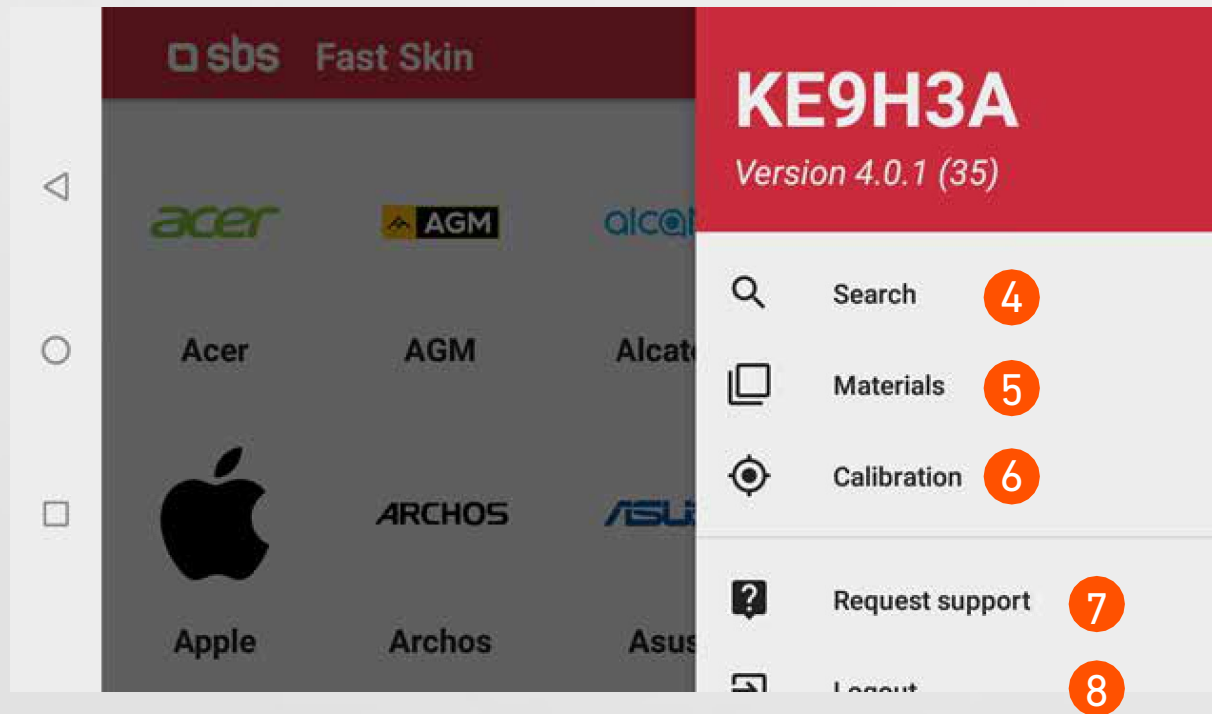 sbs Fast Skin
KE9H3A
Version 4.0.1 (35)
acer AGM
Search 4
Acer AGM
Materials 5
Calibration 6
ARCHOS
Request support 7
Apple Archos Asus
Logout 8